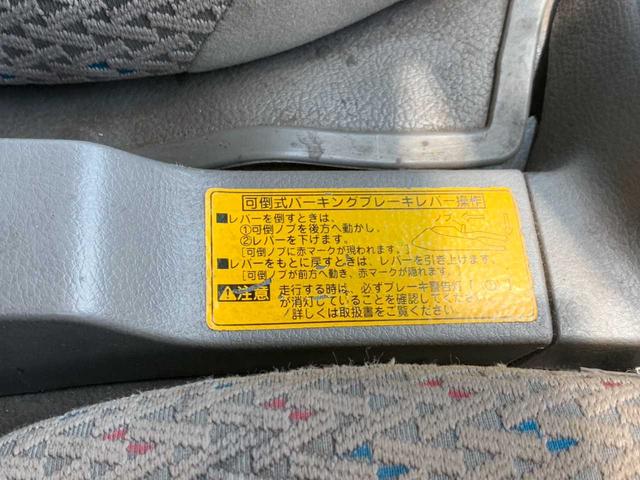 可倒式パーキングブレーキレバー操作
■レバーを倒すときは、
①可倒ノブを後方へ動かし、
②レバーを下げます。
[可倒ノブに赤マークが現われます。]
ノブ
■レバーをもとに戻すときは、レバーを引き上げます。
[可倒ノブが前方へ動き、赤マークが隠れます。]
⚠注意 走行する時は、必ずブレーキ警告灯[(!)]
が消灯していることを確認してください。
詳しくは取扱書をご覧ください。